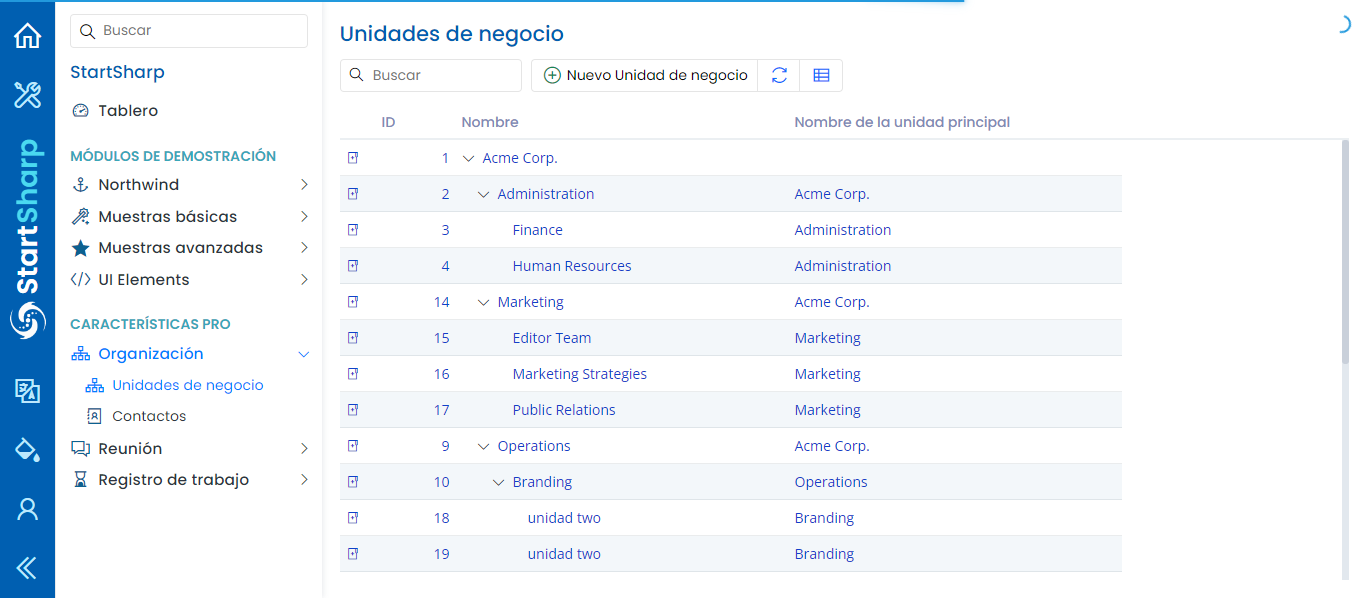 StartSharp
Buscar
StartSharp
Tablero
MÓDULOS DE DEMOSTRACIÓN
Northwind
Muestras básicas
Muestras avanzadas
UI Elements
CARACTERÍSTICAS PRO
Organización
Unidades de negocio
Contactos
Reunión
Registro de trabajo
Unidades de negocio
Buscar Nuevo Unidad de negocio
ID Nombre Nombre de la unidad principal
1 Acme Corp.
2 Administration Acme Corp.
3 Finance Administration
4 Human Resources Administration
14 Marketing Acme Corp.
15 Editor Team Marketing
16 Marketing Strategies Marketing
17 Public Relations Marketing
9 Operations Acme Corp.
10 Branding Operations
18 unidad two Branding
19 unidad two Branding